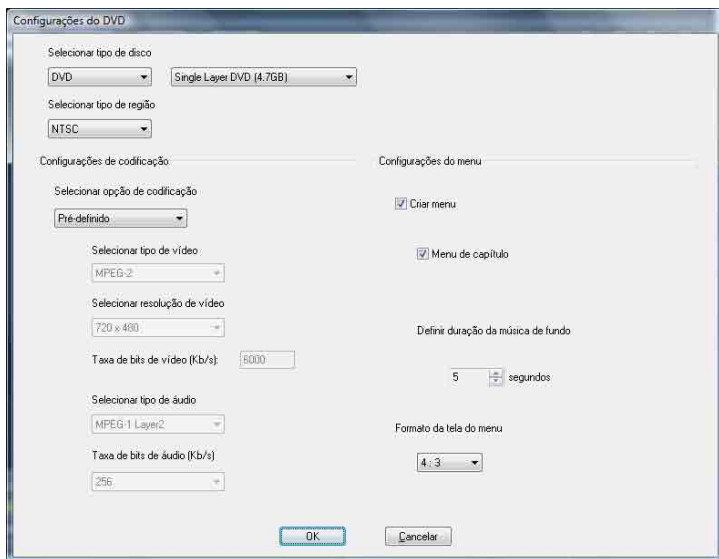 Configurações do DVD
Selecionar tipo de disco
DVD
Single Layer DVD (4.7GB)
Selecionar tipo de região
NTSC
Configurações de codificação
Selecionar opção de codificação
Pré-definido
Selecionar tipo de vídeo
MPEG-2
Selecionar resolução de vídeo
720 x 480
Taxa de bits de vídeo (Kb/s): 6000
Selecionar tipo de áudio
MPEG-1 Layer2
Taxa de bits de áudio (Kb/s)
256
Configurações do menu
Criar menu
Menu de capítulo
Definir duração da música de fundo
5 segundos
Formato da tela do menu
4 : 3
OK
Cancelar